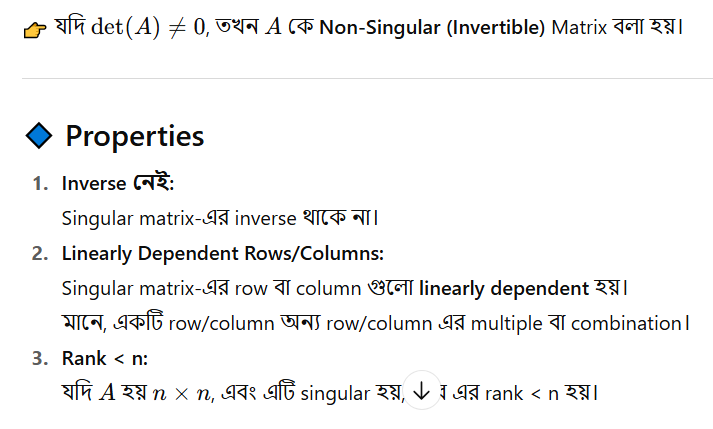 👉 যদি det(A) ≠ 0, তখন A কে Non-Singular (Invertible) Matrix বলা হয়।
🔷 Properties
1. Inverse নেই:
Singular matrix-এর inverse থাকে না।
2. Linearly Dependent Rows/Columns:
Singular matrix-এর row বা column গুলো linearly dependent হয়।
মানে, একটি row/column অন্য row/column এর multiple বা combination।
3. Rank < n:
যদি A হয় n × n, এবং এটি singular হয়, এর rank < n হয়।